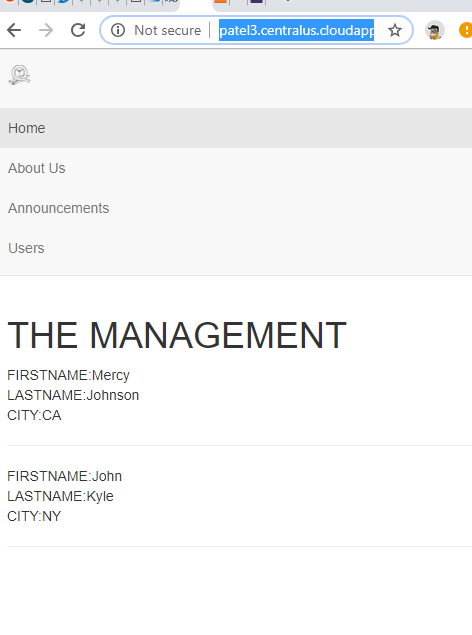 Not secure | patel3.centralus.cloudapp
Home
About Us
Announcements
Users
THE MANAGEMENT
FIRSTNAME:Mercy
LASTNAME:Johnson
CITY:CA
FIRSTNAME:John
LASTNAME:Kyle
CITY:NY